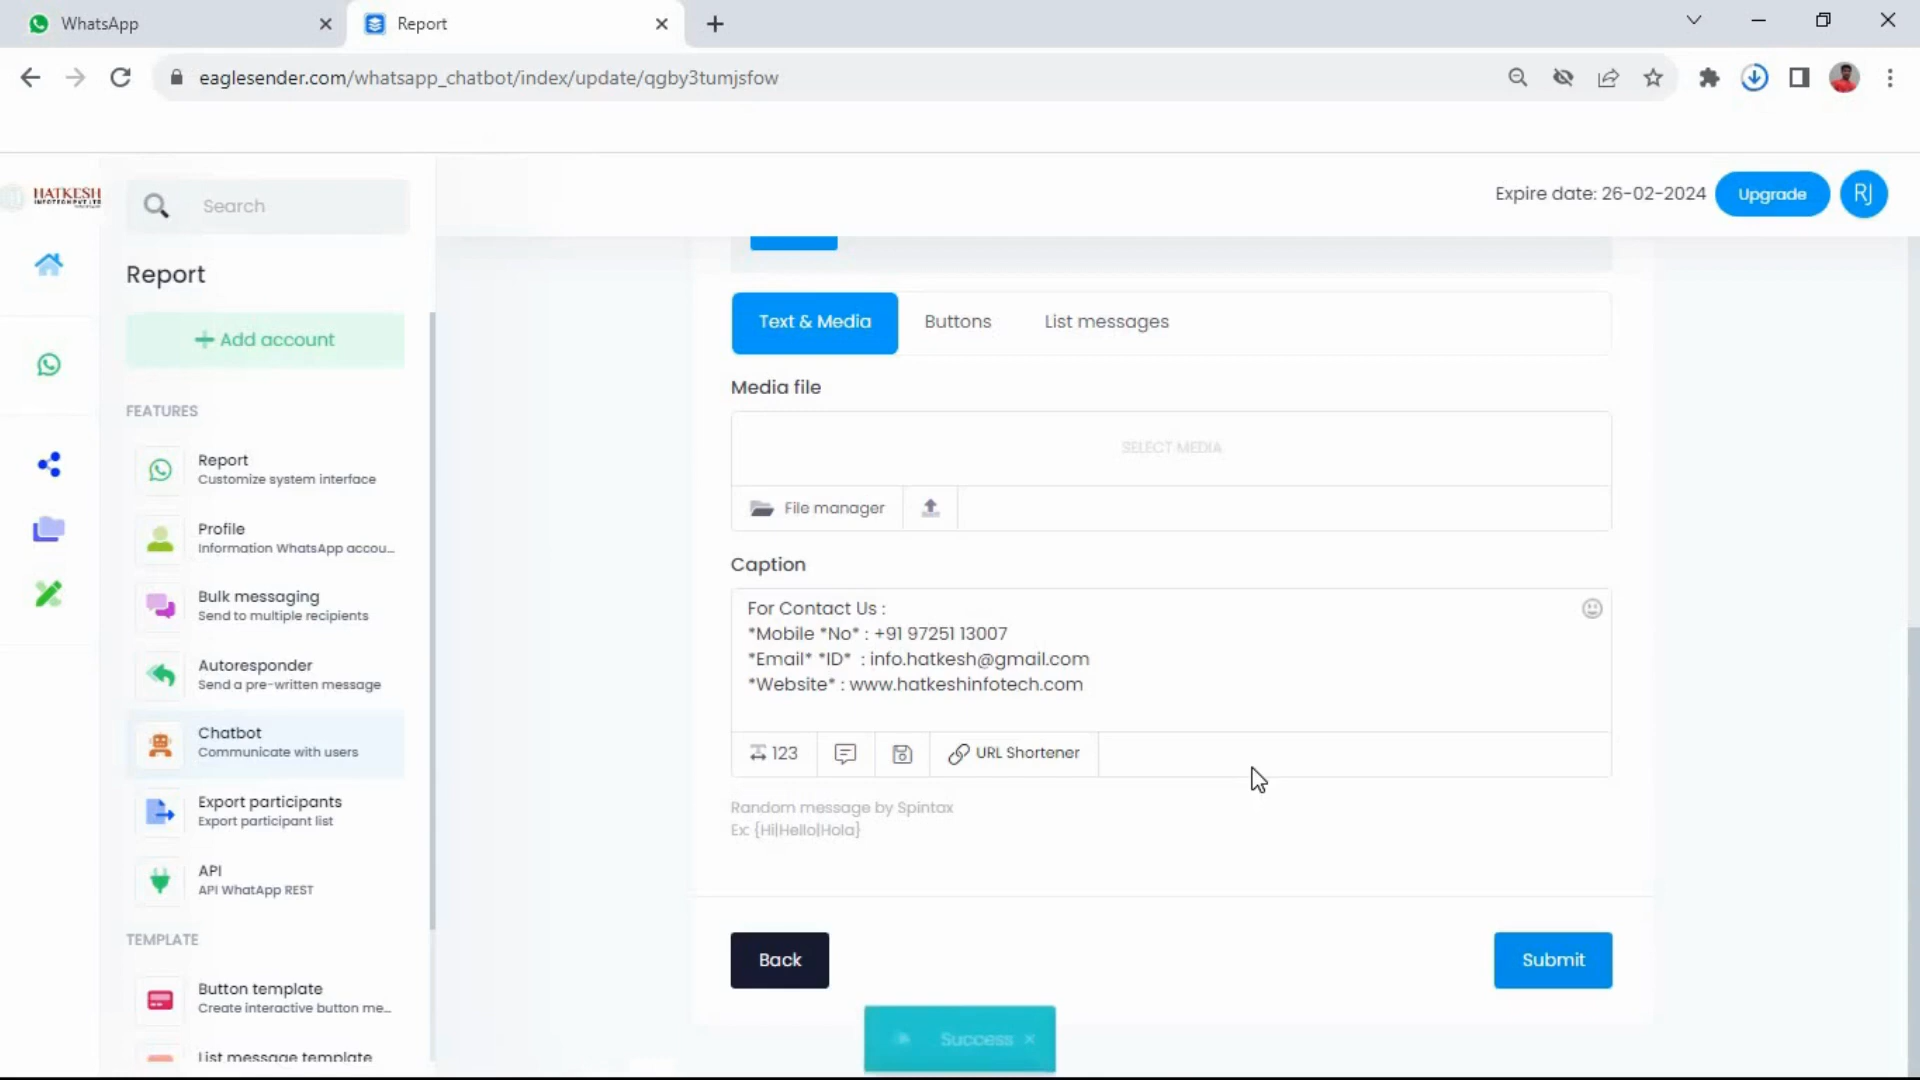 WhatsApp
Report
eaglesender.com/whatsapp_chatbot/index/update/qgby3tumjsfow
HATKESH
INFOTECH PVT LTD
Search
Expire date: 26-02-2024
Upgrade
RJ
Report
Add account
FEATURES
Report
Customize system interface
Profile
Information WhatsApp accou...
Bulk messaging
Send to multiple recipients
Autoresponder
Send a pre-written message
Chatbot
Communicate with users
Export participants
Export participant list
API
API WhatApp REST
TEMPLATE
Button template
Create interactive button me...
List message template
Text & Media
Buttons
List messages
Media file
SELECT MEDIA
File manager
Caption
For Contact Us :
*Mobile *No* : +91 97251 13007
*Email* *ID*  : info.hatkesh@gmail.com
*Website* : www.hatkeshinfotech.com
123
URL Shortener
Random message by Spintax
Ex: {Hi|Hello|Hola}
Back
Submit
Success ×